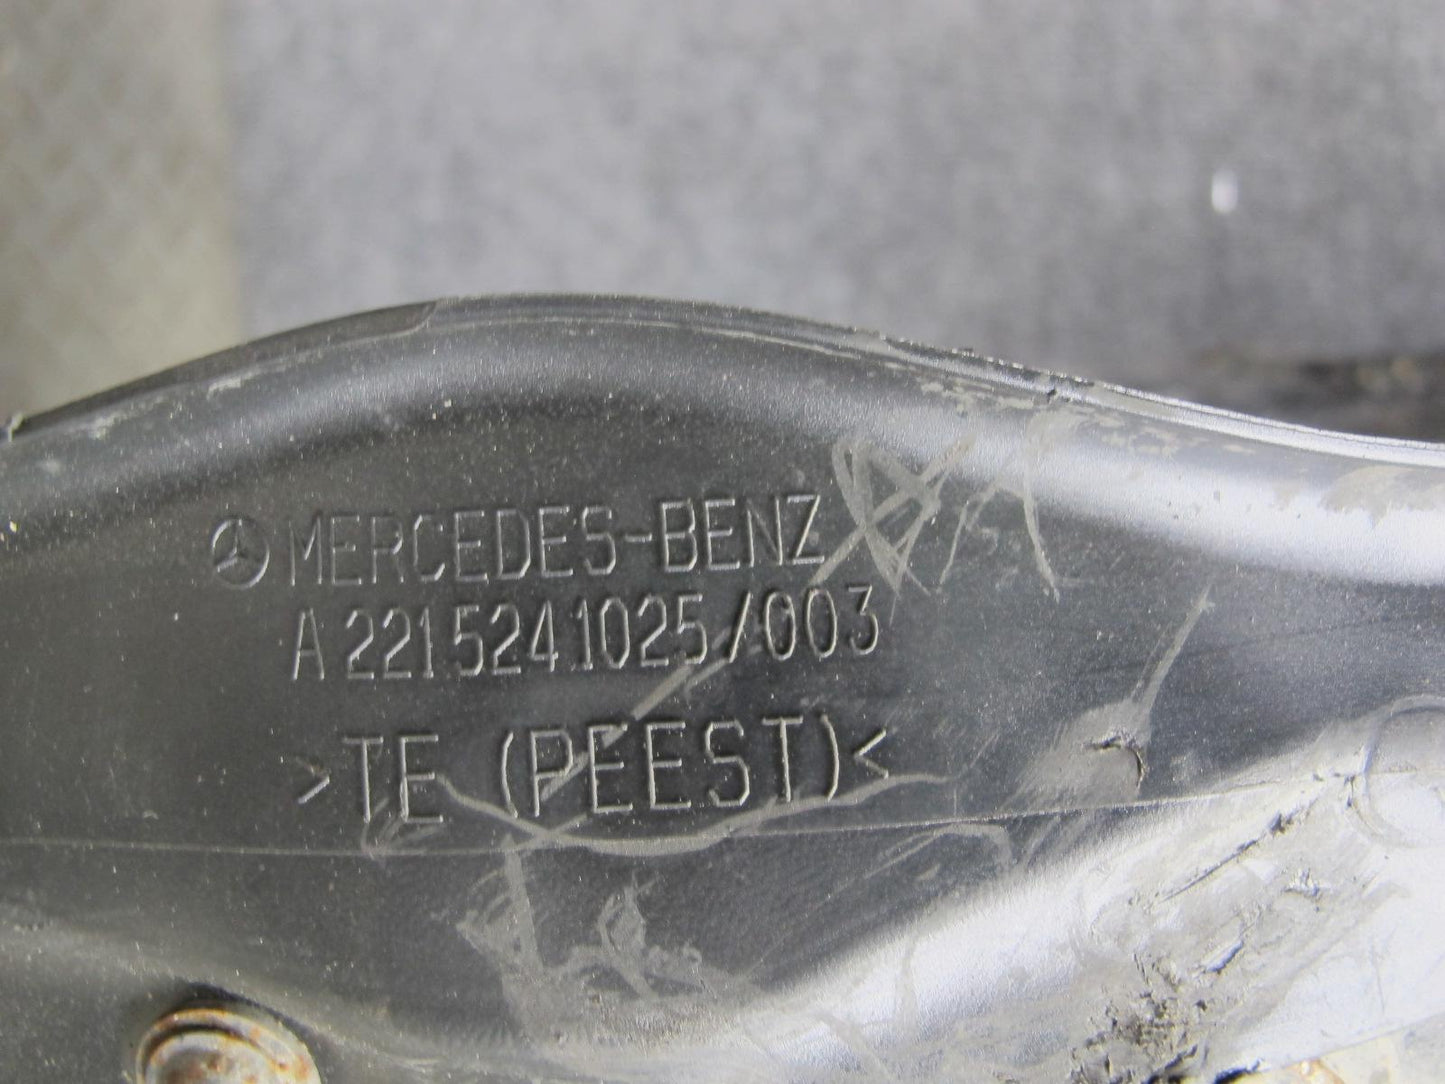 MERCEDES-BENZ
A 221 524 1025/003
>TE (PEEST)<